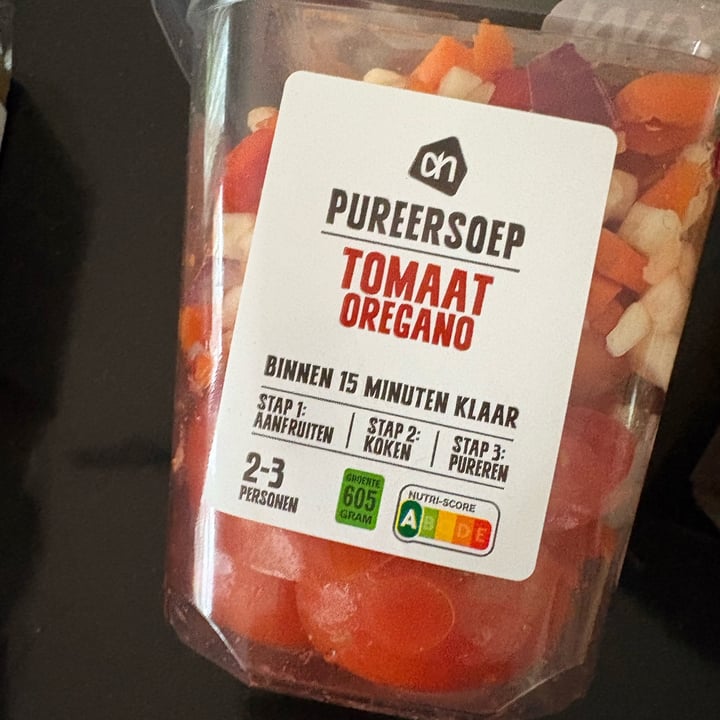 ah
PUREERSOEP
TOMAAT
OREGANO
BINNEN 15 MINUTEN KLAAR
STAP 1:
AANFRUITEN
STAP 2:
KOKEN
STAP 3:
PUREREN
2-3
PERSONEN
GROENTE
605
GRAM
NUTRI-SCORE
A B C D E